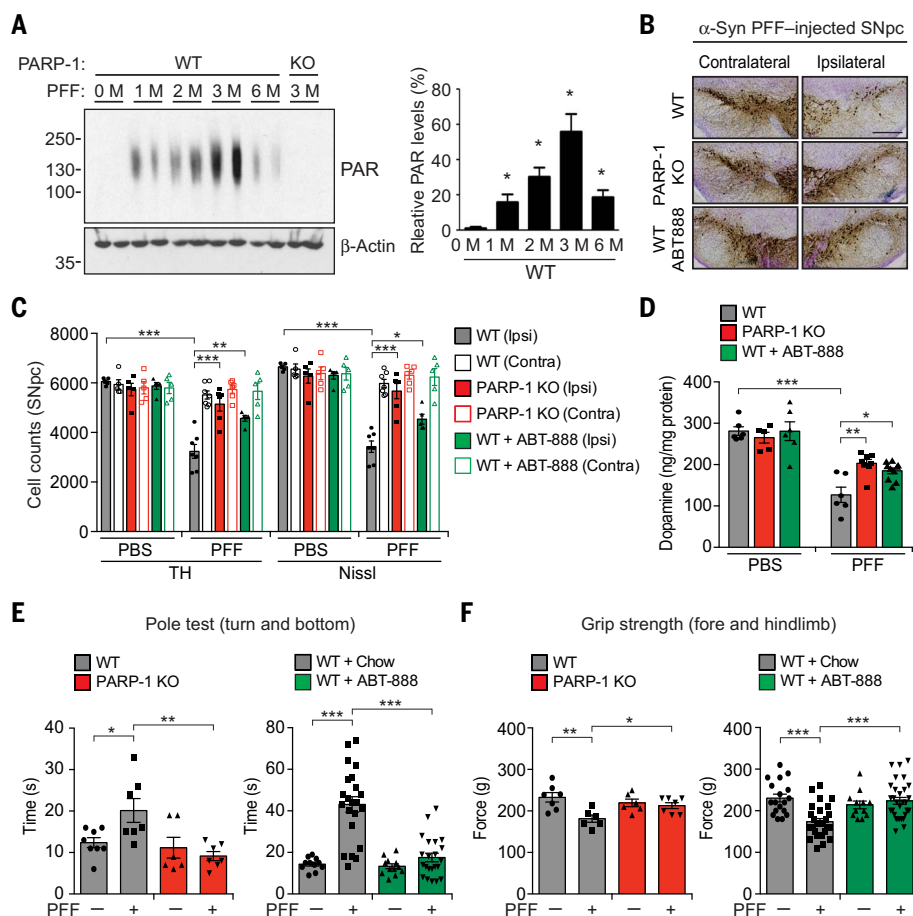 A
PARP-1: WT KO
PFF: 0 M 1 M 2 M 3 M 6 M 3 M
250-
130-
100-
PAR
β-Actin
35-
Rleative PAR levels (%)
80
60
40
20
0
* * * *
0 M 1 M 2 M 3 M 6 M
WT
B
α-Syn PFF–injected SNpc
Contralateral Ipsilateral
WT
PARP-1 KO
WT ABT888
C
Cell counts (SNpc)
8000
6000
4000
2000
0
*** *** ** *** *** *
PBS PFF PBS PFF
TH Nissl
WT (Ipsi)
WT (Contra)
PARP-1 KO (Ipsi)
PARP-1 KO (Contra)
WT + ABT-888 (Ipsi)
WT + ABT-888 (Contra)
D
WT
PARP-1 KO
WT + ABT-888
Dopamine (ng/mg protein)
400
300
200
100
0
*** ** *
PBS PFF
E
Pole test (turn and bottom)
WT
PARP-1 KO
Time (s)
40
30
20
10
0
* **
PFF – + – +
WT + Chow
WT + ABT-888
Time (s)
80
60
40
20
0
*** ***
– + – +
F
Grip strength (fore and hindlimb)
WT
PARP-1 KO
Force (g)
400
300
200
100
0
** *
PFF – + – +
WT + Chow
WT + ABT-888
Force (g)
400
300
200
100
0
*** ***
– + – +